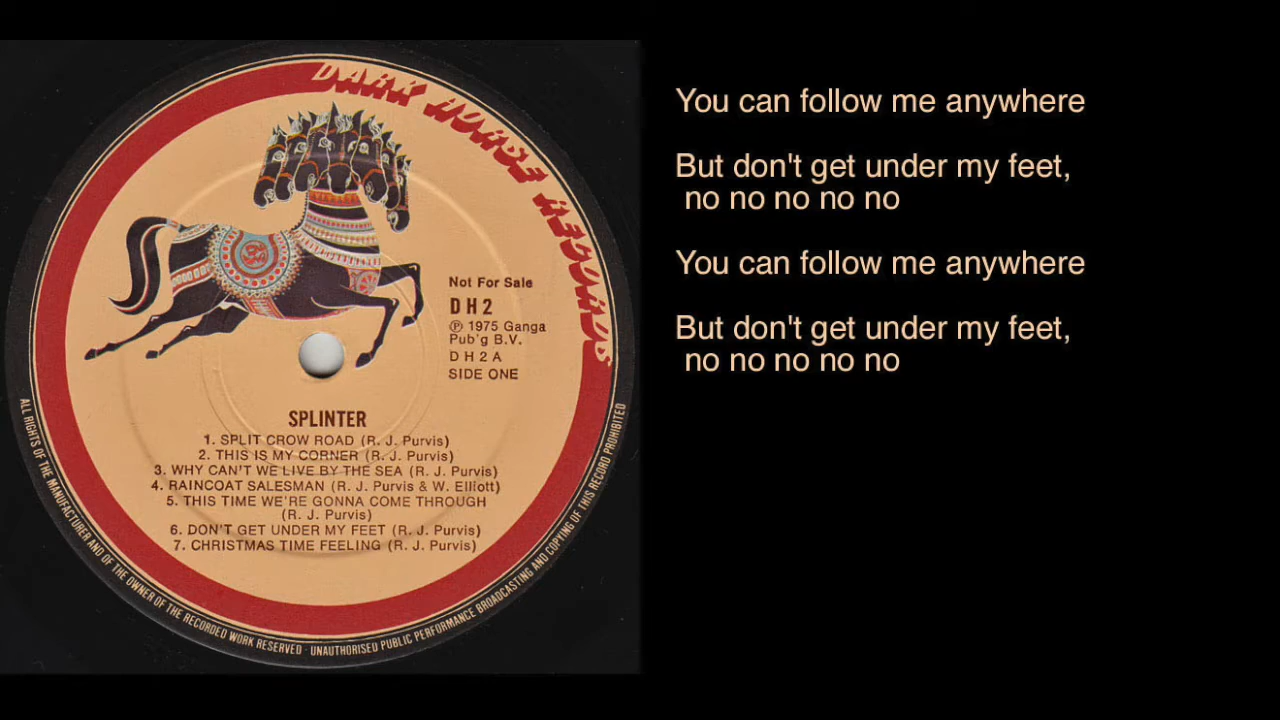 DARK HORSE RECORDS
Not For Sale
DH2
℗ 1975 Ganga
Pub'g B.V.
DH2A
SIDE ONE
SPLINTER
1. SPLIT CROW ROAD (R. J. Purvis)
2. THIS IS MY CORNER (R. J. Purvis)
3. WHY CAN'T WE LIVE BY THE SEA (R. J. Purvis)
4. RAINCOAT SALESMAN (R. J. Purvis & W. Elliott)
5. THIS TIME WE'RE GONNA COME THROUGH
(R. J. Purvis)
6. DON'T GET UNDER MY FEET (R. J. Purvis)
7. CHRISTMAS TIME FEELING (R. J. Purvis)
ALL RIGHTS OF THE MANUFACTURER AND OF THE OWNER OF THE RECORDED WORK RESERVED · UNAUTHORISED PUBLIC PERFORMANCE BROADCASTING AND COPYING OF THIS RECORD PROHIBITED
You can follow me anywhere
But don't get under my feet,
no no no no no
You can follow me anywhere
But don't get under my feet,
no no no no no